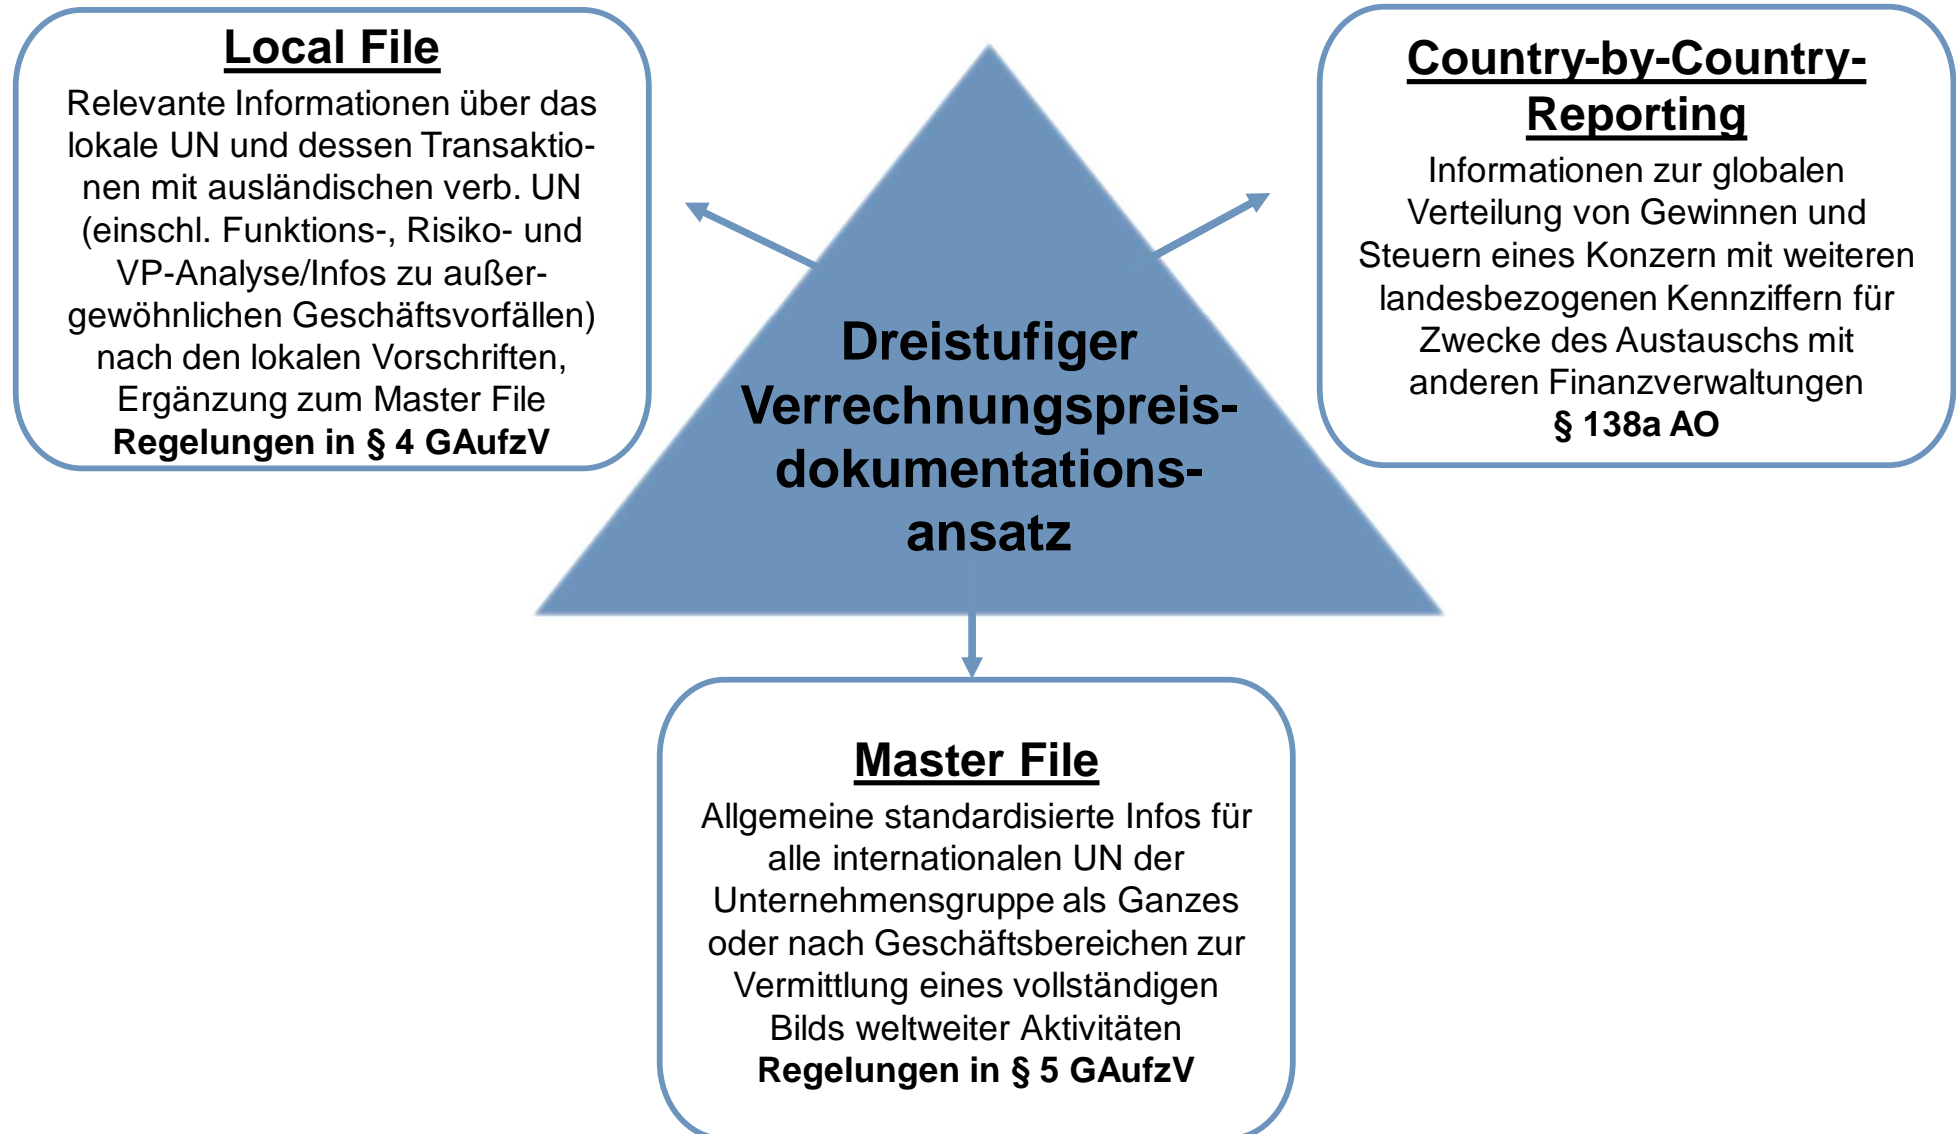 Local File
Relevante Informationen über das
lokale UN und dessen Transaktio-
nen mit ausländischen verb. UN
(einschl. Funktions-, Risiko- und
VP-Analyse/Infos zu außer-
gewöhnlichen Geschäftsvorfällen)
nach den lokalen Vorschriften,
Ergänzung zum Master File
Regelungen in § 4 GAufzV
Country-by-Country-
Reporting
Informationen zur globalen
Verteilung von Gewinnen und
Steuern eines Konzern mit weiteren
landesbezogenen Kennziffern für
Zwecke des Austauschs mit
anderen Finanzverwaltungen
§ 138a AO
Dreistufiger
Verrechnungspreis-
dokumentations-
ansatz
Master File
Allgemeine standardisierte Infos für
alle internationalen UN der
Unternehmensgruppe als Ganzes
oder nach Geschäftsbereichen zur
Vermittlung eines vollständigen
Bilds weltweiter Aktivitäten
Regelungen in § 5 GAufzV